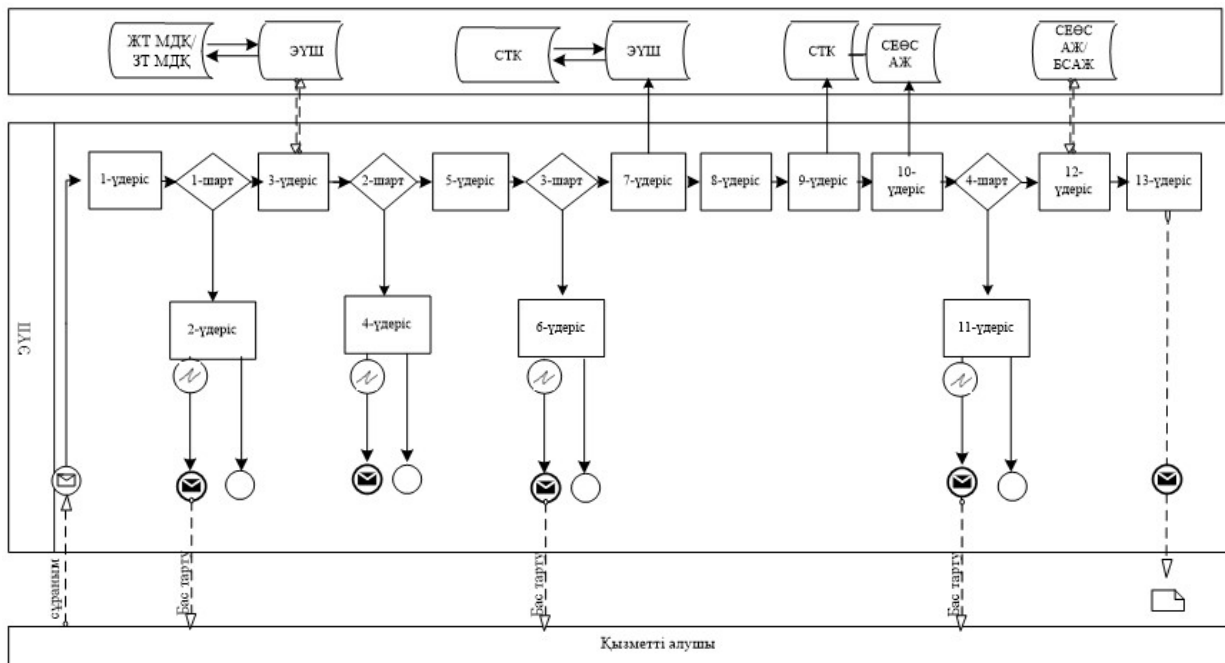 ЖТ МДҚ/
ЗТ МДҚ
ЭҮШ
СТК
ЭҮШ
СТК
СЕӨС
АЖ
СЕӨС
АЖ/
БСАЖ
1-үдеріс
1-шарт
3-үдеріс
2-шарт
5-үдеріс
3-шарт
7-үдеріс
8-үдеріс
9-үдеріс
10-
үдеріс
4-шарт
12-
үдеріс
13-үдеріс
2-үдеріс
4-үдеріс
6-үдеріс
11-үдеріс
сұраным
Бас тарту
Бас тарту
Бас тарту
Қызметті алушы